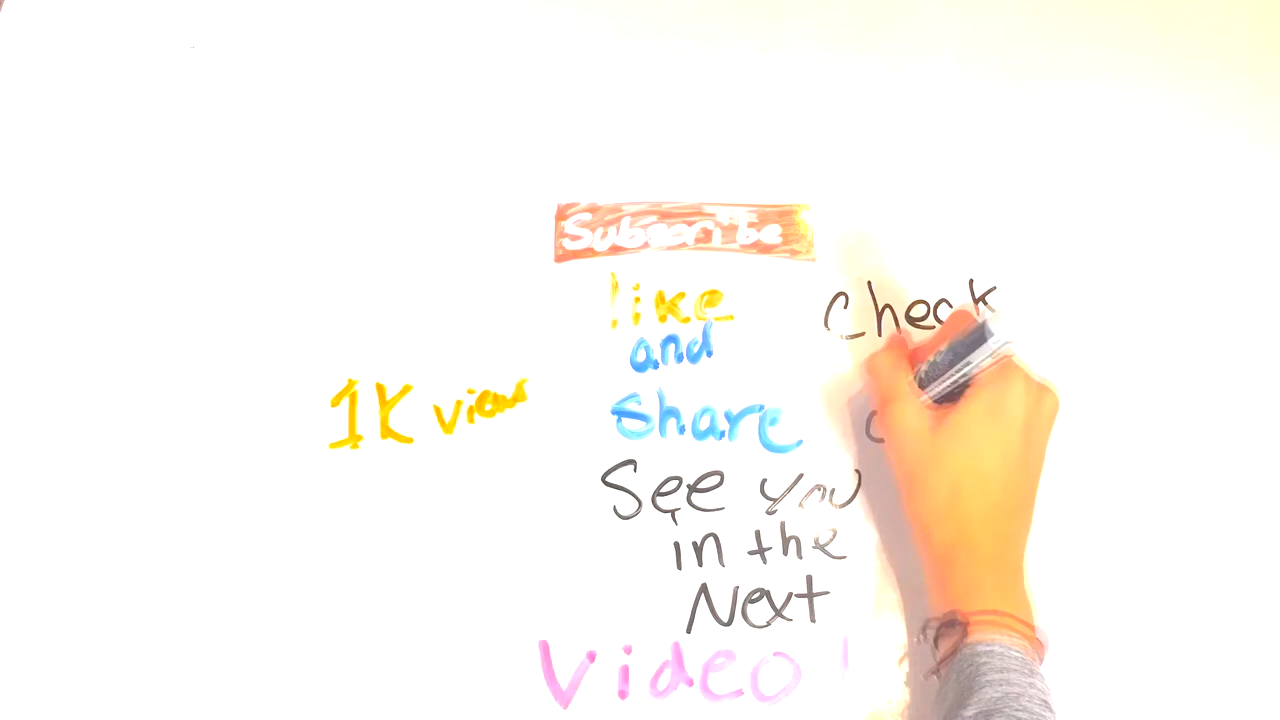 Subscribe
like
and
Share
See you
in the
Next
Video!
1K views
Check